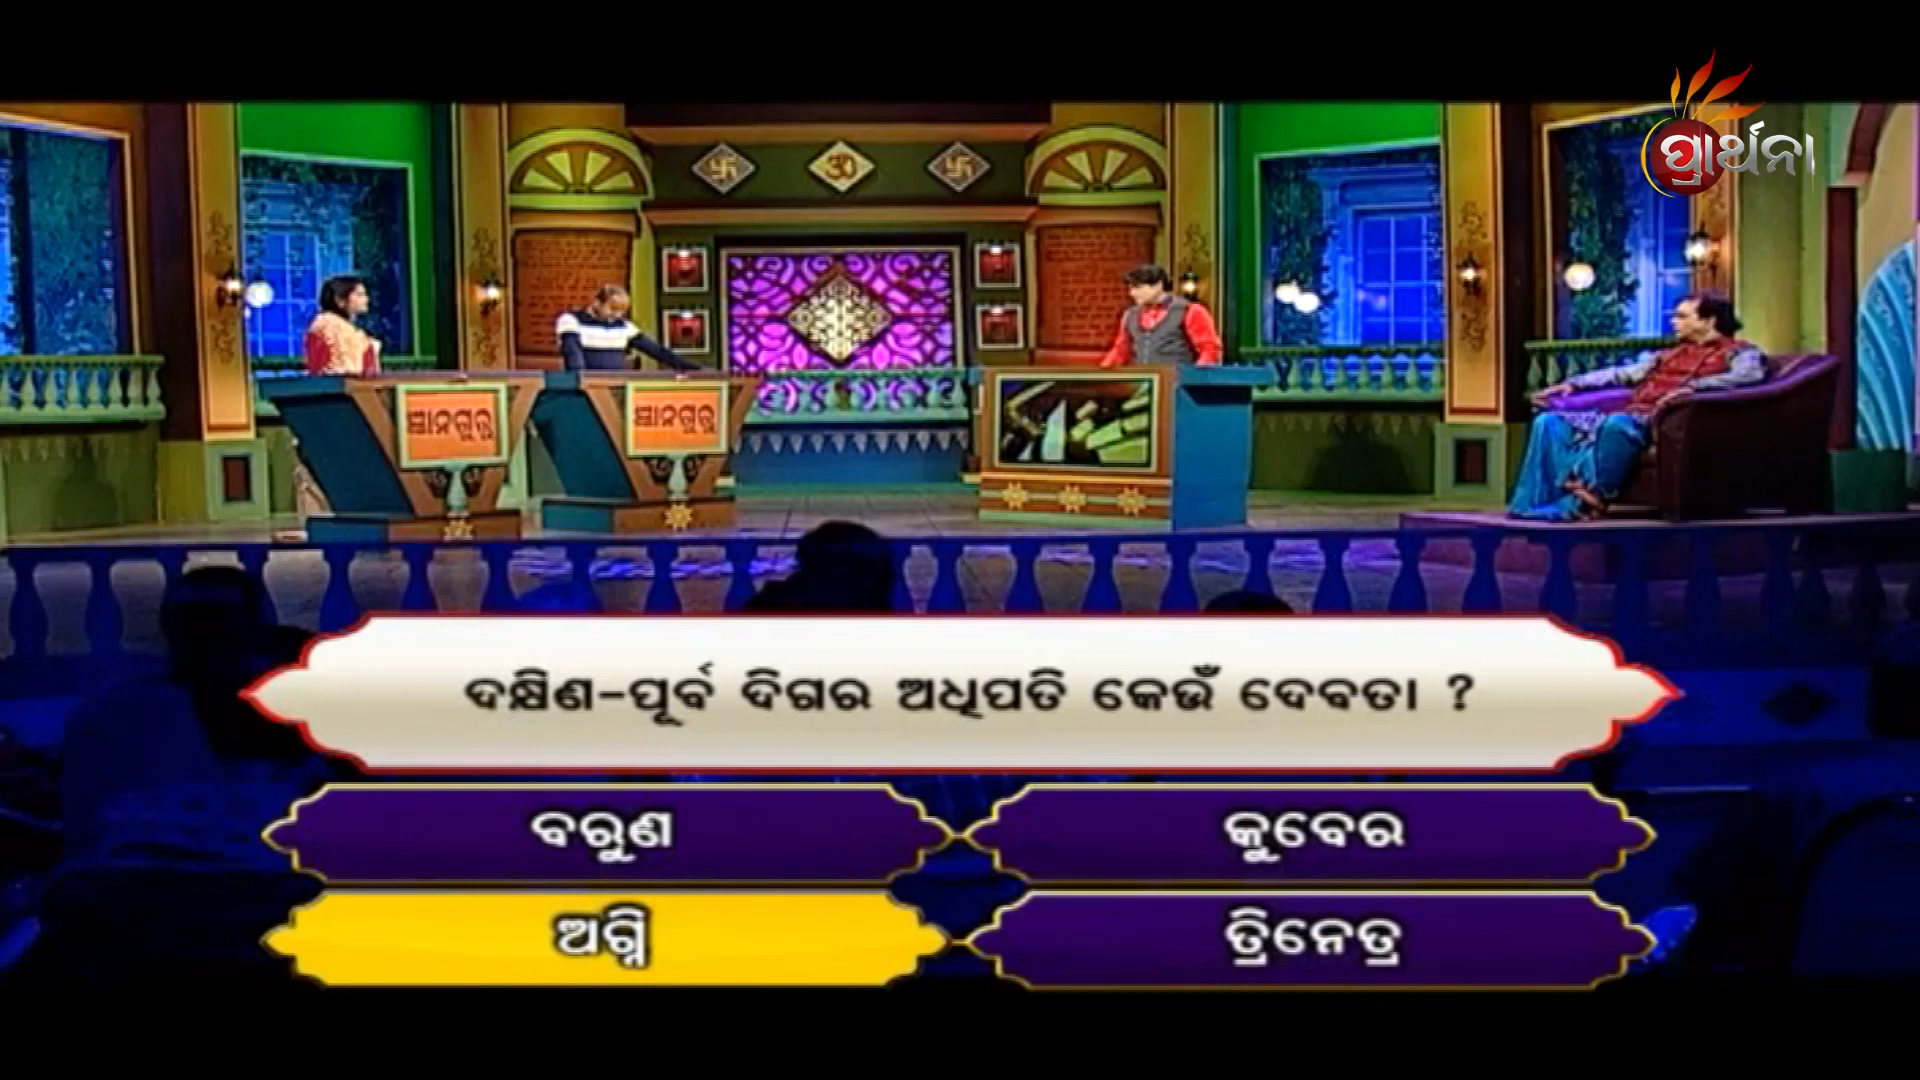 ପ୍ରାର୍ଥନା
ଜ୍ଞାନଗୁରୁ
ଜ୍ଞାନଗୁରୁ
ଦକ୍ଷିଣ-ପୂର୍ବ ଦିଗର ଅଧିପତି କେଉଁ ଦେବତା ?
ବରୁଣ
କୁବେର
ଅଗ୍ନି
ତ୍ରିନେତ୍ର